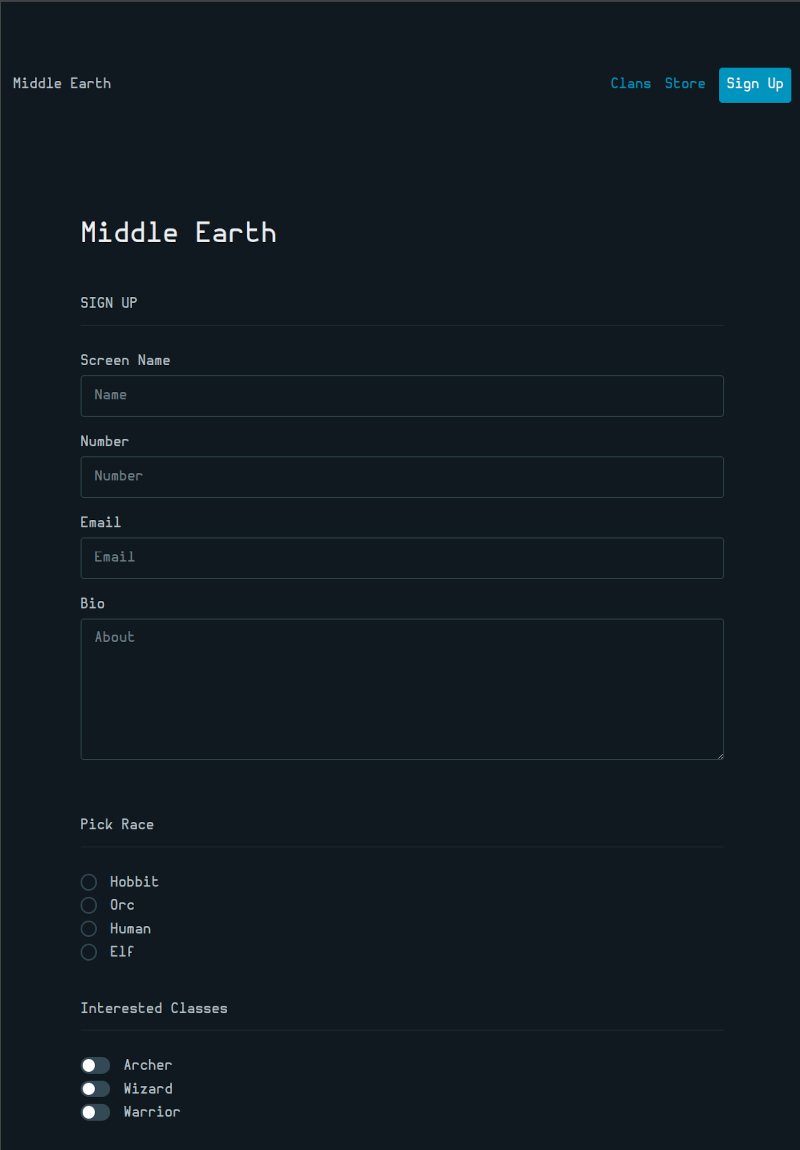 Middle Earth Clans Store Sign Up
Middle Earth
SIGN UP
Screen Name
Name
Number
Number
Email
Email
Bio
About
Pick Race
Hobbit
Orc
Human
Elf
Interested Classes
Archer
Wizard
Warrior